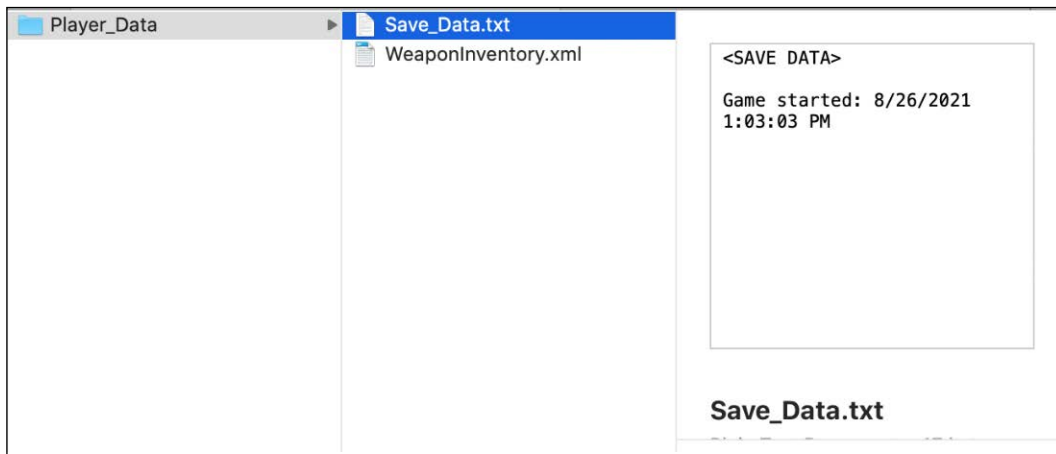 Player_Data
Save_Data.txt
WeaponInventory.xml
<SAVE DATA>
Game started: 8/26/2021
1:03:03 PM
Save_Data.txt